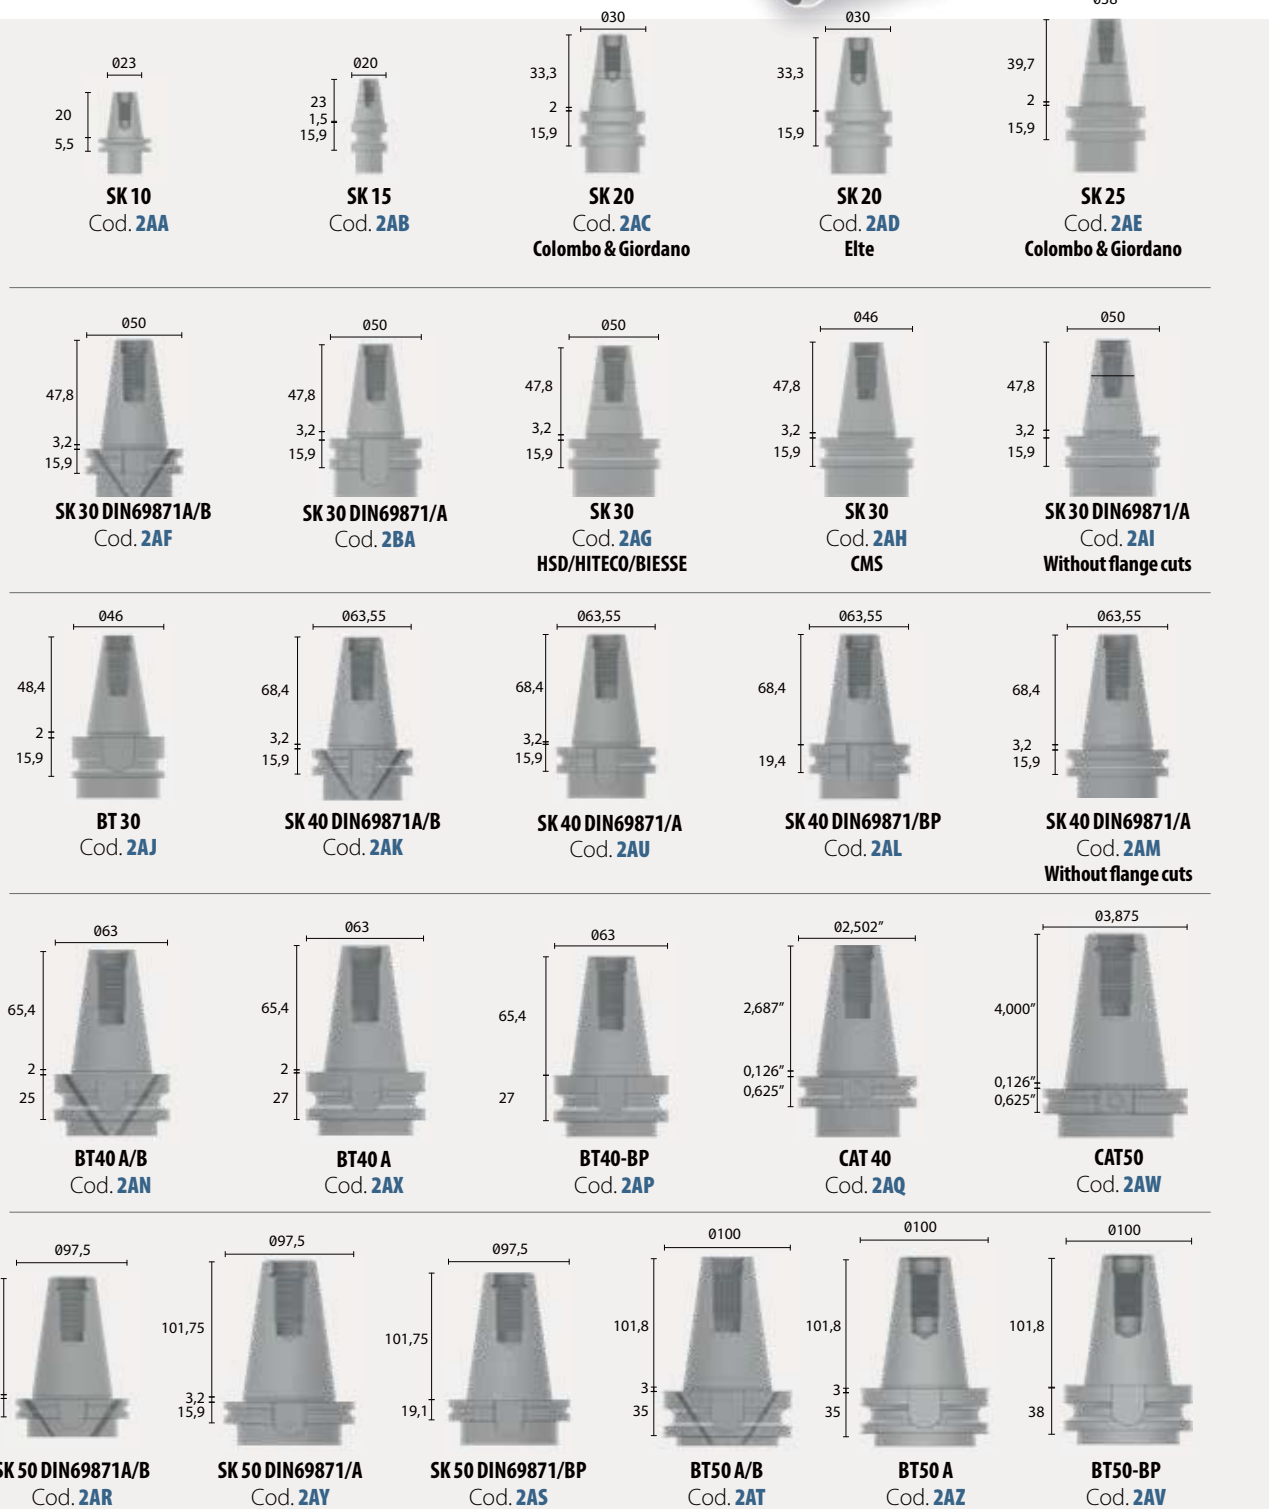 Ø23
20
5,5
SK 10
Cod. 2AA
Ø20
23
1,5
15,9
SK 15
Cod. 2AB
Ø30
33,3
2
15,9
SK 20
Cod. 2AC
Colombo & Giordano
Ø30
33,3
15,9
SK 20
Cod. 2AD
Elte
39,7
2
15,9
SK 25
Cod. 2AE
Colombo & Giordano
Ø50
47,8
3,2
15,9
SK 30 DIN69871A/B
Cod. 2AF
Ø50
47,8
3,2
15,9
SK 30 DIN69871/A
Cod. 2BA
Ø50
47,8
3,2
15,9
SK 30
Cod. 2AG
HSD/HITECO/BIESSE
Ø46
47,8
3,2
15,9
SK 30
Cod. 2AH
CMS
Ø50
47,8
3,2
15,9
SK 30 DIN69871/A
Cod. 2AI
Without flange cuts
Ø46
48,4
2
15,9
BT 30
Cod. 2AJ
Ø63,55
68,4
3,2
15,9
SK 40 DIN69871A/B
Cod. 2AK
Ø63,55
68,4
3,2
15,9
SK 40 DIN69871/A
Cod. 2AU
Ø63,55
68,4
19,4
SK 40 DIN69871/BP
Cod. 2AL
Ø63,55
68,4
3,2
15,9
SK 40 DIN69871/A
Cod. 2AM
Without flange cuts
Ø63
65,4
2
25
BT40 A/B
Cod. 2AN
Ø63
65,4
2
27
BT40 A
Cod. 2AX
Ø63
65,4
27
BT40-BP
Cod. 2AP
Ø2,502″
2,687″
0,126″
0,625″
CAT 40
Cod. 2AQ
Ø3,875
4,000″
0,126″
0,625″
CAT50
Cod. 2AW
Ø97,5
SK 50 DIN69871A/B
Cod. 2AR
Ø97,5
101,75
3,2
15,9
SK 50 DIN69871/A
Cod. 2AY
Ø97,5
101,75
19,1
SK 50 DIN69871/BP
Cod. 2AS
Ø100
101,8
3
35
BT50 A/B
Cod. 2AT
Ø100
101,8
3
35
BT50 A
Cod. 2AZ
Ø100
101,8
38
BT50-BP
Cod. 2AV